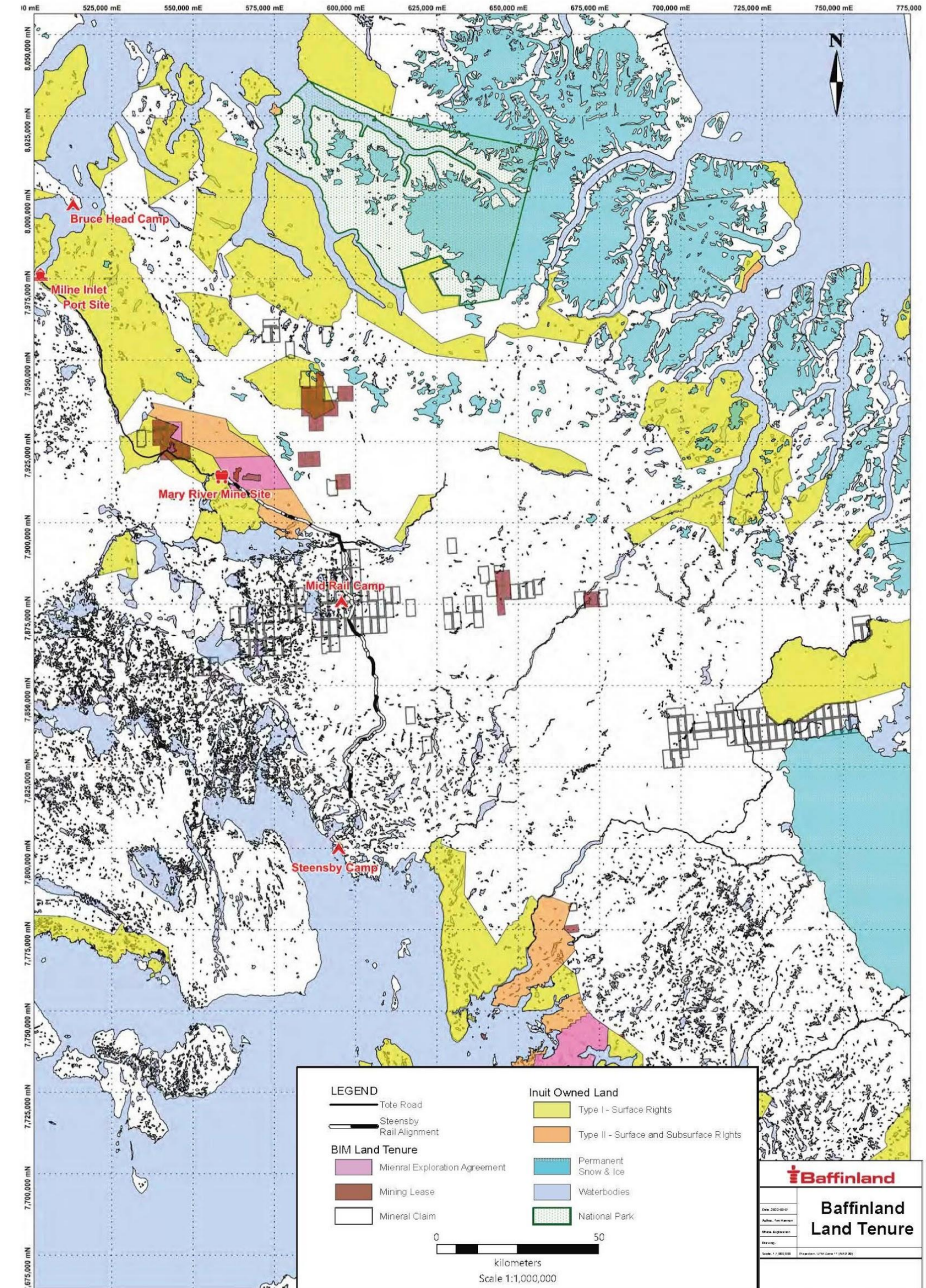 525,000 mE
550,000 mE
575,000 mE
600,000 mE
625,000 mE
650,000 mE
675,000 mE
700,000 mE
725,000 mE
750,000 mE
775,000
8,050,000 mN
8,025,000 mN
8,000,000 mN
7,975,000 mN
7,950,000 mN
7,925,000 mN
7,900,000 mN
7,875,000 mN
7,850,000 mN
7,825,000 mN
7,800,000 mN
7,775,000 mN
7,725,000 mN
7,700,000 mN
,675,000 mN
N
Bruce Head Camp
Milne Inlet
Port Site
Mary River Mine Site
Mid Rail Camp
Steensby Camp
LEGEND
Tote Road
Steensby
Rail Alignment
BIM Land Tenure
Mienral Exploration Agreement
Mining Lease
Mineral Claim
Inuit Owned Land
Type I - Surface Rights
Type II - Surface and Subsurface Rights
Permanent
Snow & Ice
Waterbodies
National Park
0 50
kilometers
Scale 1:1,000,000
Baffinland
Baffinland
Land Tenure